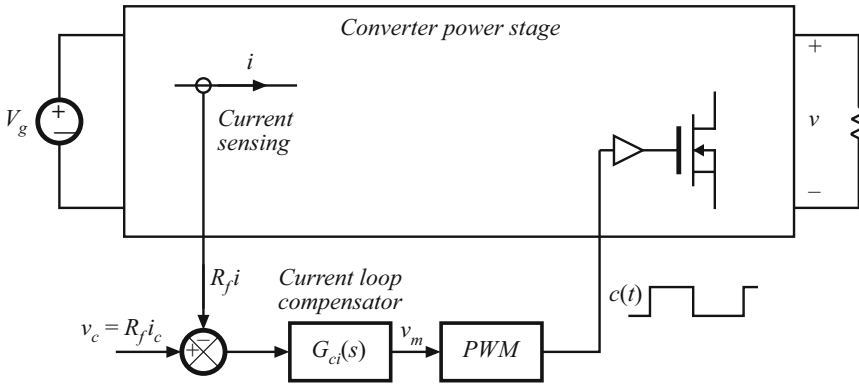 Converter power stage
i
+
+
V_g
—
Current
sensing
v
–
R_f i
Current loop
compensator
c(t)
v_c = R_f i_c
–
+
G_ci(s)
v_m
PWM